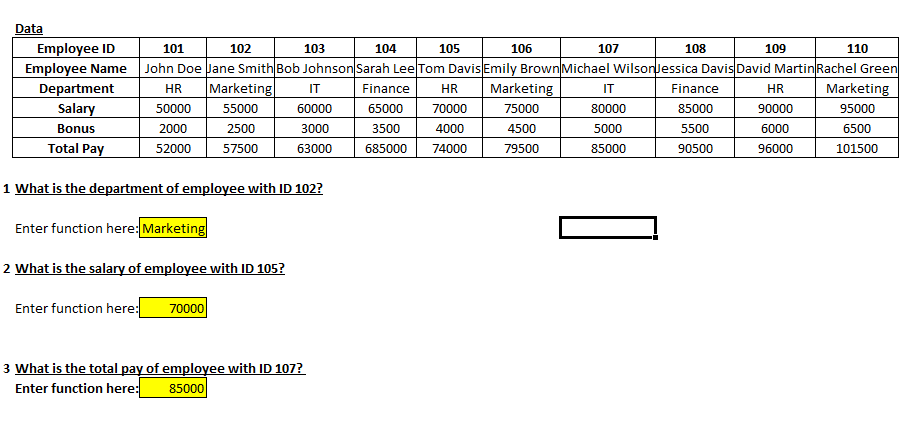 Data
Employee ID 101 102 103 104 105 106 107 108 109 110
Employee Name John Doe Jane Smith Bob Johnson Sarah Lee Tom Davis Emily Brown Michael Wilson Jessica Davis David Martin Rachel Green
Department HR Marketing IT Finance HR Marketing IT Finance HR Marketing
Salary 50000 55000 60000 65000 70000 75000 80000 85000 90000 95000
Bonus 2000 2500 3000 3500 4000 4500 5000 5500 6000 6500
Total Pay 52000 57500 63000 685000 74000 79500 85000 90500 96000 101500
1 What is the department of employee with ID 102?
Enter function here: Marketing
2 What is the salary of employee with ID 105?
Enter function here: 70000
3 What is the total pay of employee with ID 107?
Enter function here: 85000